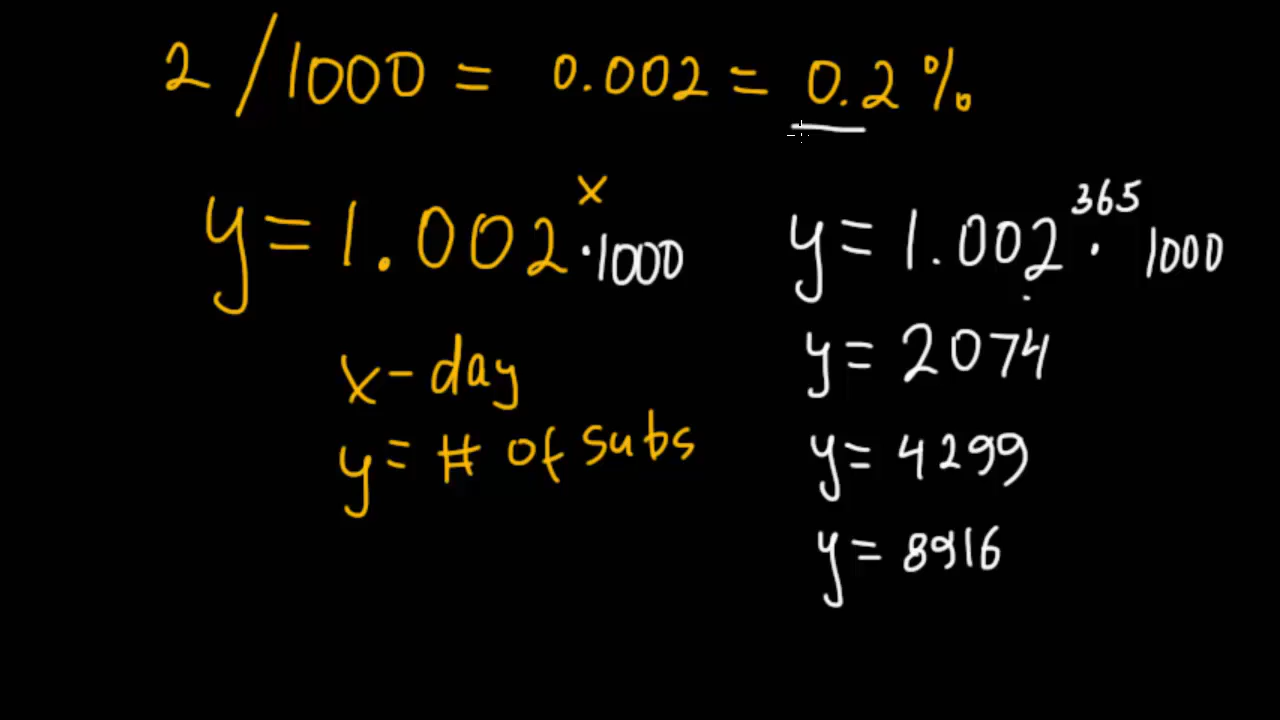 2 / 1000 = 0.002 = 0.2 %
y = 1.002^x · 1000
x - day
y = # of subs
y = 1.002^365 · 1000
y = 2074
y = 4299
y = 8916